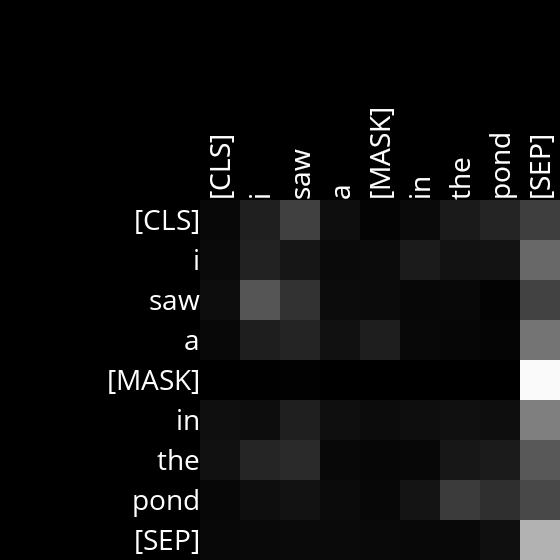 [CLS] i saw a [MASK] in the pond [SEP]
[CLS]
i
saw
a
[MASK]
in
the
pond
[SEP]